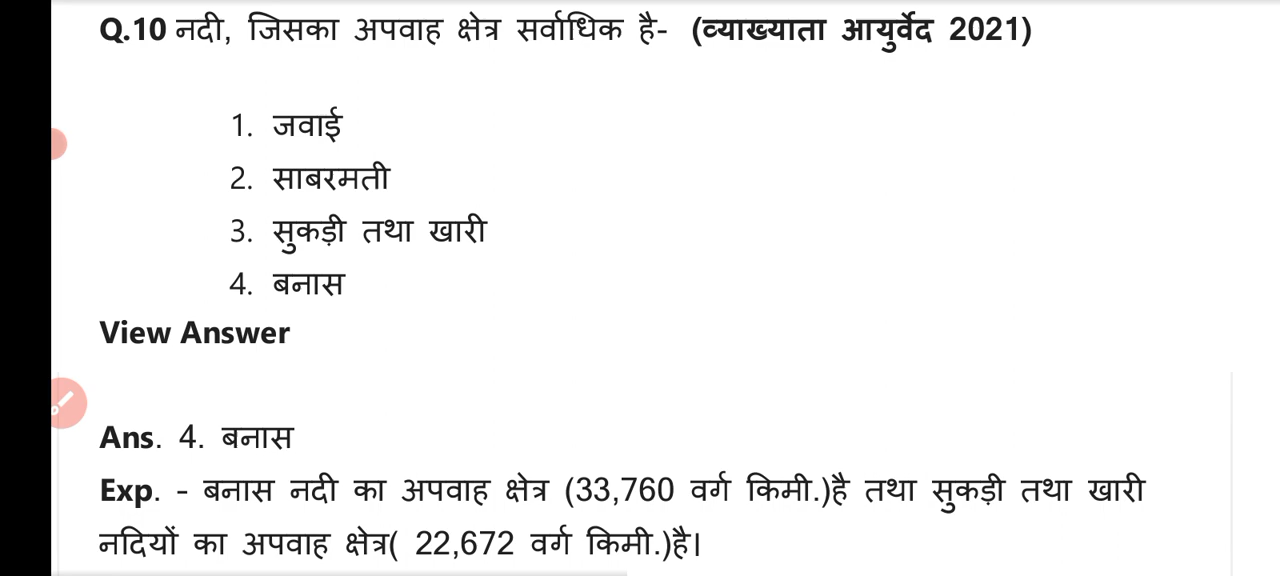 Q.10 नदी, जिसका अपवाह क्षेत्र सर्वाधिक है- (व्याख्याता आयुर्वेद 2021)
1. जवाई
2. साबरमती
3. सुकड़ी तथा खारी
4. बनास
View Answer
Ans. 4. बनास
Exp. - बनास नदी का अपवाह क्षेत्र (33,760 वर्ग किमी.)है तथा सुकड़ी तथा खारी
नदियों का अपवाह क्षेत्र( 22,672 वर्ग किमी.)है।